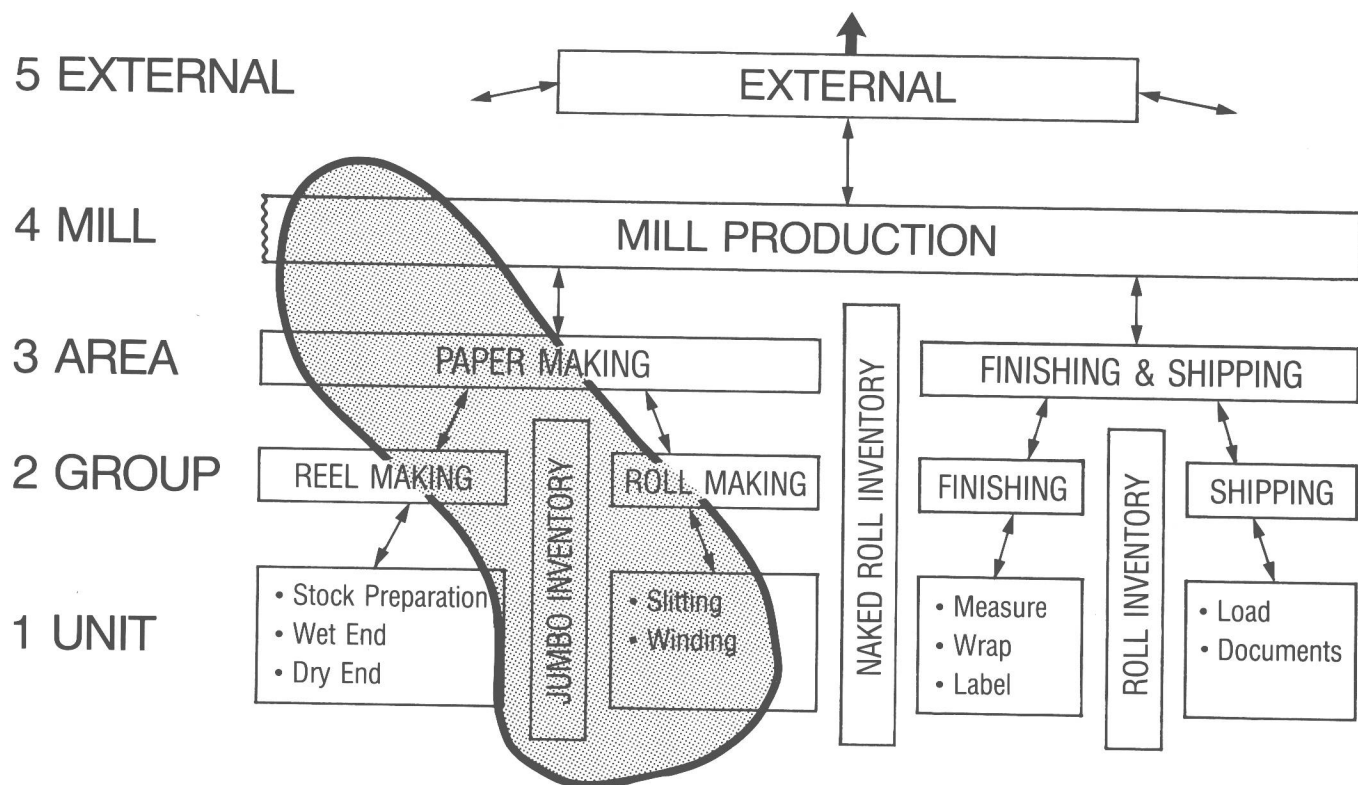 5 EXTERNAL
EXTERNAL
4 MILL
MILL PRODUCTION
3 AREA
PAPER MAKING
FINISHING & SHIPPING
2 GROUP
REEL MAKING
ROLL MAKING
FINISHING
SHIPPING
JUMBO INVENTORY
NAKED ROLL INVENTORY
ROLL INVENTORY
1 UNIT
• Stock Preparation
• Wet End
• Dry End
• Slitting
• Winding
• Measure
• Wrap
• Label
• Load
• Documents